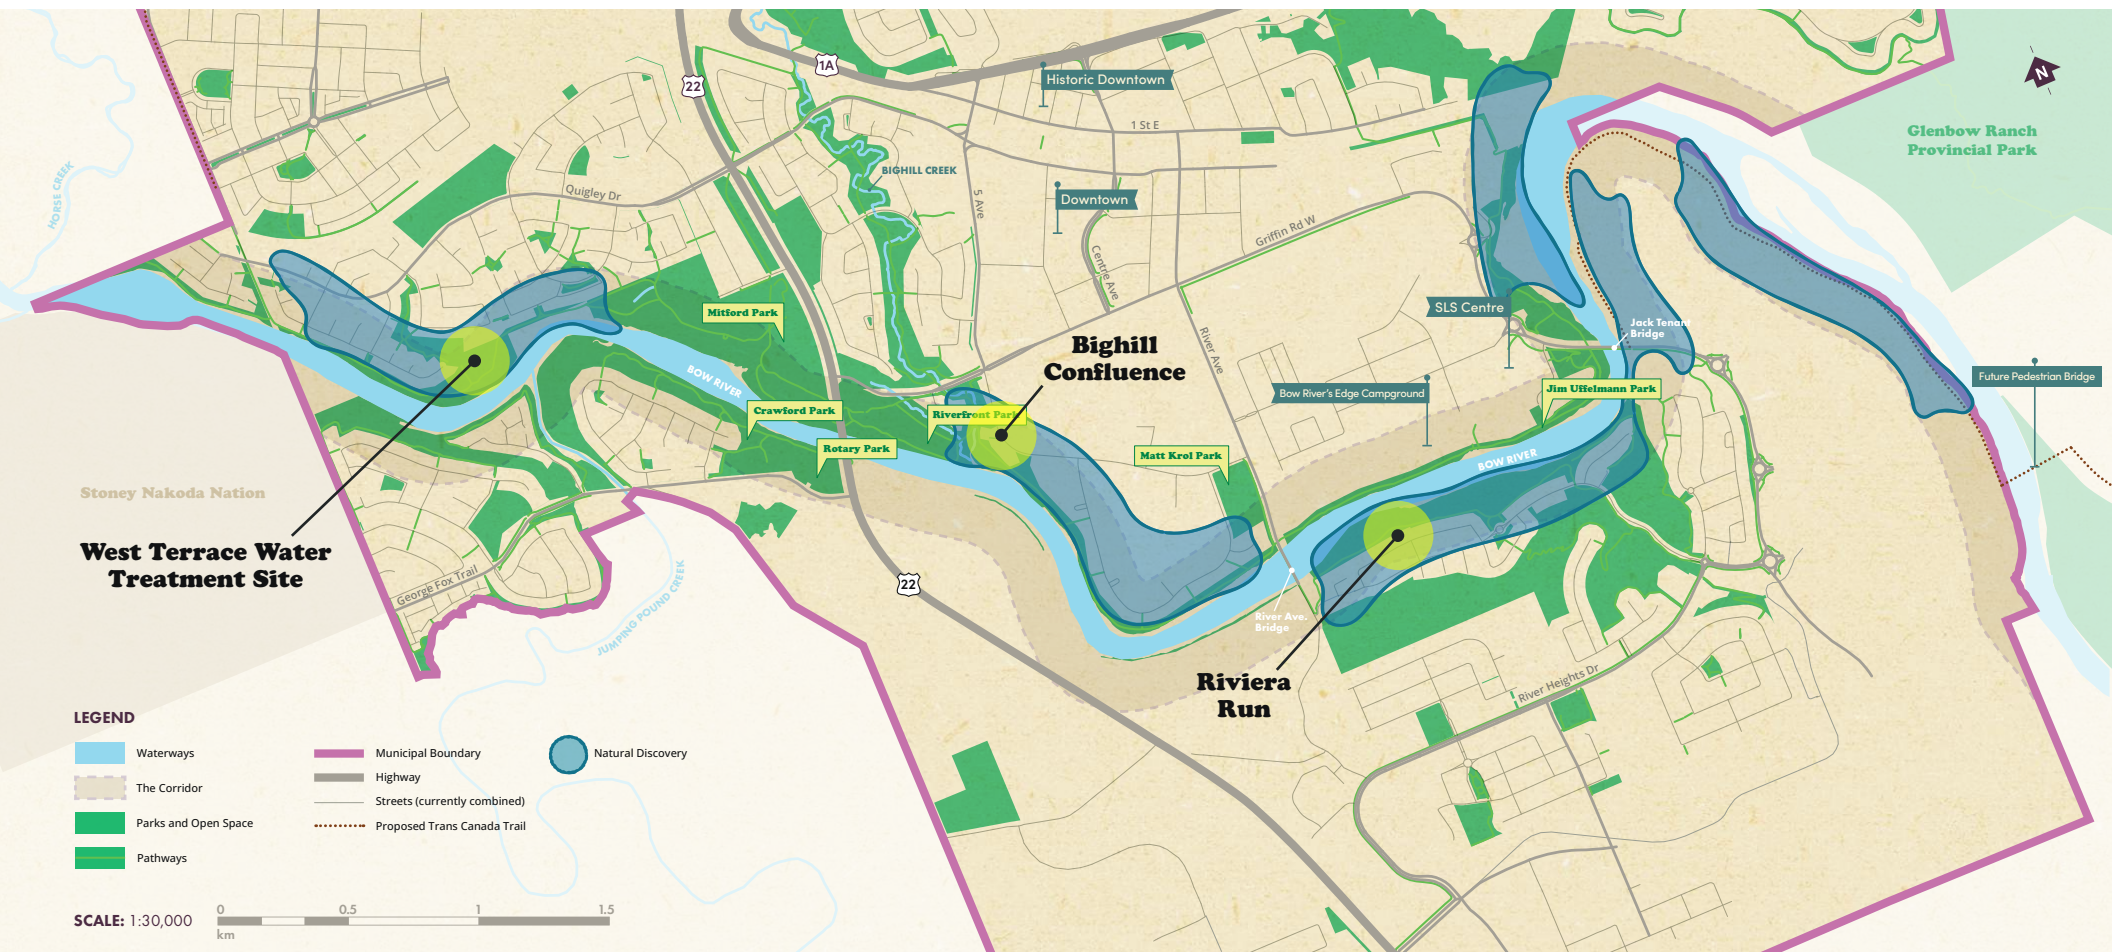 1A
22
Historic Downtown
N
1 St E
Glenbow Ranch
Provincial Park
HORSE CREEK
BIGHILL CREEK
Quigley Dr
5 Ave
Downtown
Griffin Rd W
Centre Ave
Mitford Park
SLS Centre
Jack Tenant
Bridge
River Ave
Bighill
Confluence
Future Pedestrian Bridge
BOW RIVER
Bow River's Edge Campground
Jim Uffelmann Park
Crawford Park
Riverfront Park
Rotary Park
Matt Krol Park
BOW RIVER
Stoney Nakoda Nation
West Terrace Water
Treatment Site
George Fox Trail
22
JUMPING POUND CREEK
River Ave.
Bridge
Riviera
Run
River Heights Dr
LEGEND
Waterways
The Corridor
Parks and Open Space
Pathways
Municipal Boundary
Highway
Streets (currently combined)
Proposed Trans Canada Trail
Natural Discovery
SCALE: 1:30,000
0 0.5 1 1.5
km